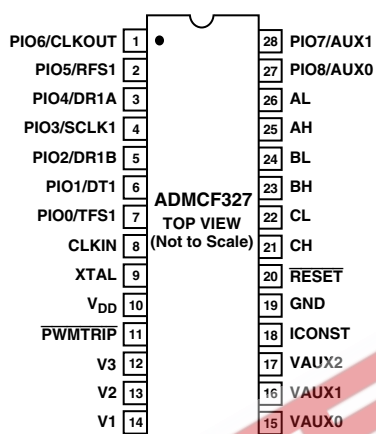 PIO6/CLKOUT 1 28 PIO7/AUX1
PIO5/RFS1 2 27 PIO8/AUX0
PIO4/DR1A 3 26 AL
PIO3/SCLK1 4 25 AH
PIO2/DR1B 5 24 BL
PIO1/DT1 6 23 BH
ADMCF327
PIO0/TFS1 7 22 CL
TOP VIEW
(Not to Scale)
CLKIN 8 21 CH
XTAL 9 20 RESET
VDD 10 19 GND
PWMTRIP 11 18 ICONST
V3 12 17 VAUX2
V2 13 16 VAUX1
V1 14 15 VAUX0